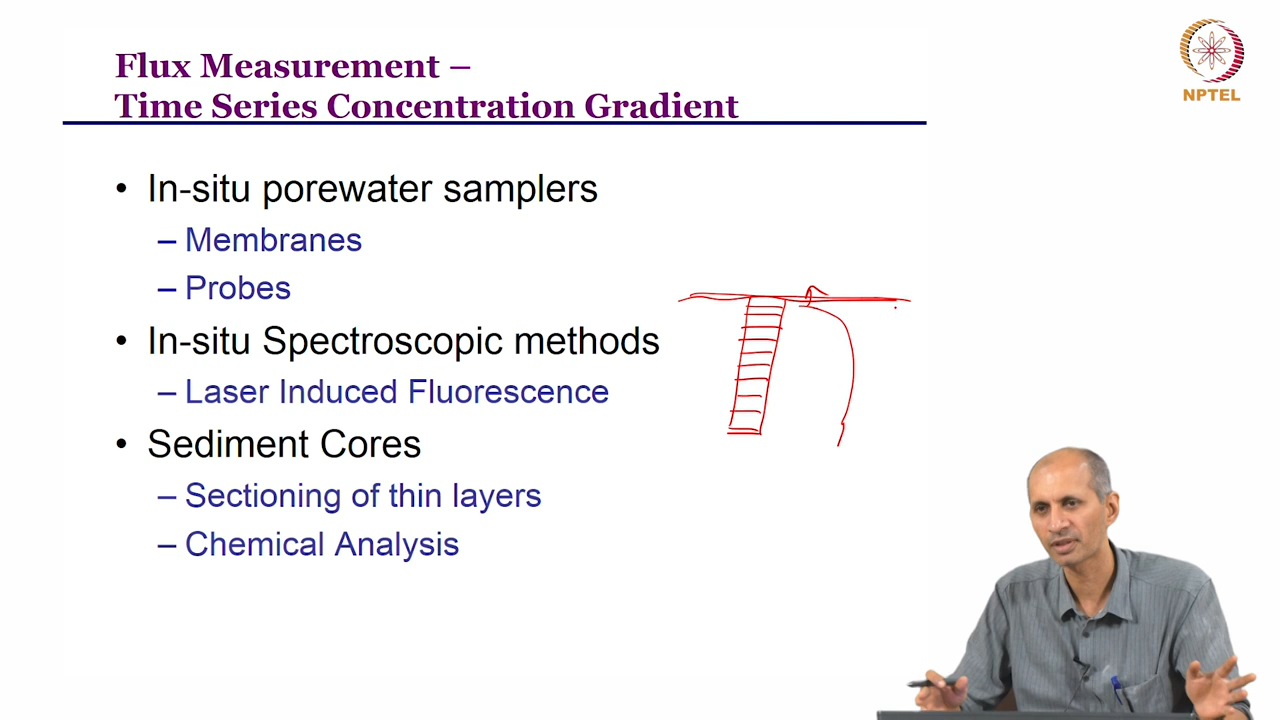 Flux Measurement –
Time Series Concentration Gradient
NPTEL
• In-situ porewater samplers
– Membranes
– Probes
• In-situ Spectroscopic methods
– Laser Induced Fluorescence
• Sediment Cores
– Sectioning of thin layers
– Chemical Analysis